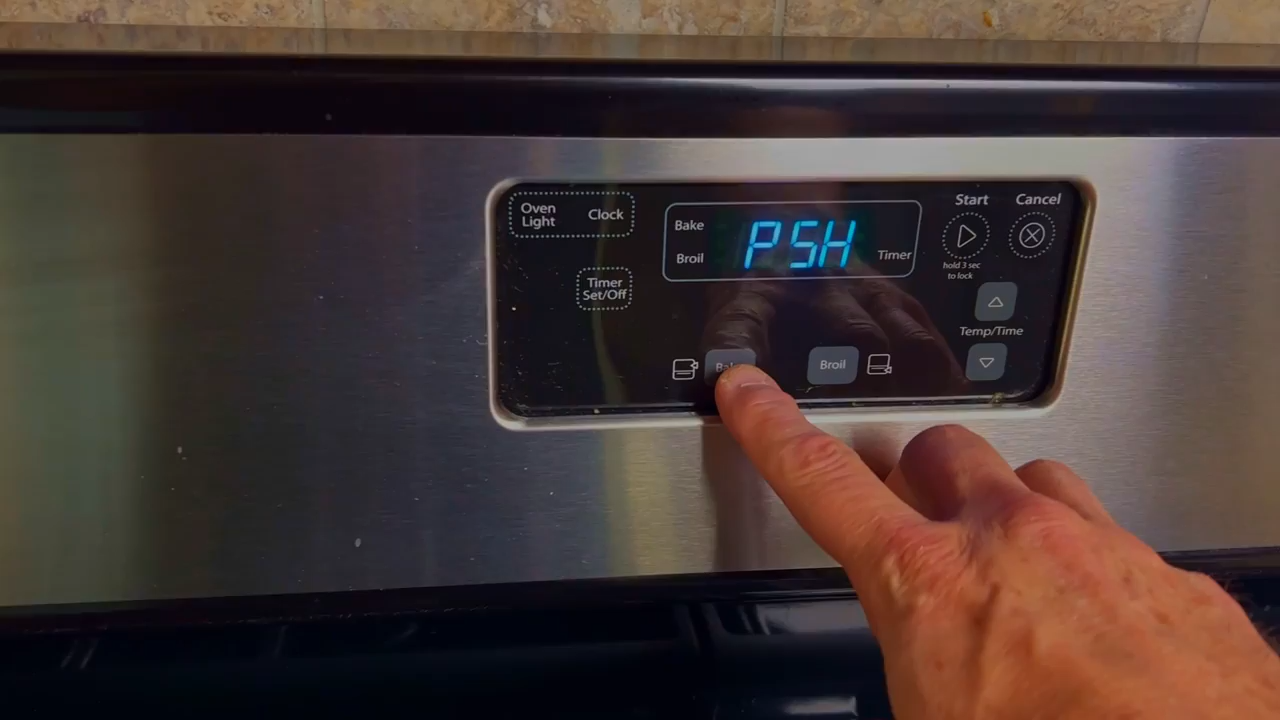 Oven
Light
Clock
Timer
Set/Off
Bake
Broil
PSH
Timer
Start
hold 3 sec
to lock
Cancel
Temp/Time
Broil